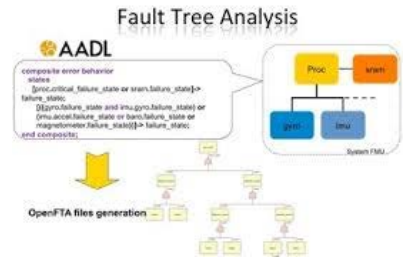 Fault Tree Analysis
AADL
composite error behavior
states
[proc.critical_failure_state or sram.failure_state]->
failure_state;
[((gyro.failure_state and imu.gyro.failure_state) or
(imu.accel.failure_state or baro.failure_state or
magnetometer.failure_state))]-> failure_state;
end composite;
Proc
sram
gyro
imu
System FMU
OpenFTA files generation